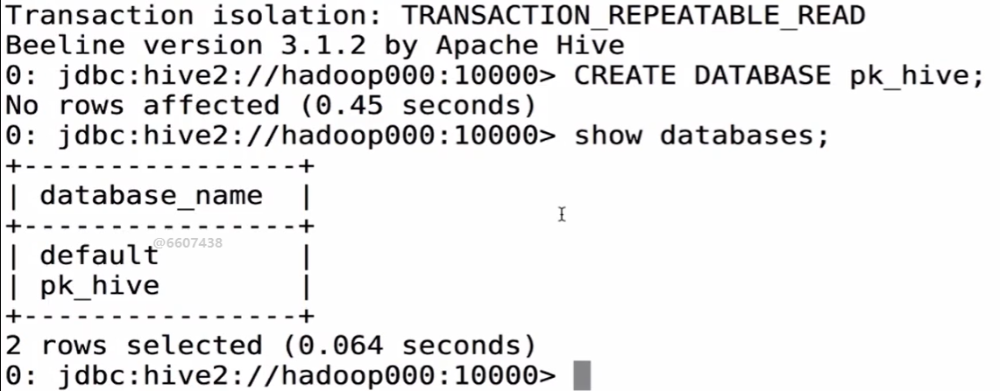 Transaction isolation: TRANSACTION_REPEATABLE_READ
Beeline version 3.1.2 by Apache Hive
0: jdbc:hive2://hadoop000:10000> CREATE DATABASE pk_hive;
No rows affected (0.45 seconds)
0: jdbc:hive2://hadoop000:10000> show databases;
+----------------+
| database_name  |
+----------------+
@6607438
| default        |
| pk_hive        |
+----------------+
2 rows selected (0.064 seconds)
0: jdbc:hive2://hadoop000:10000>